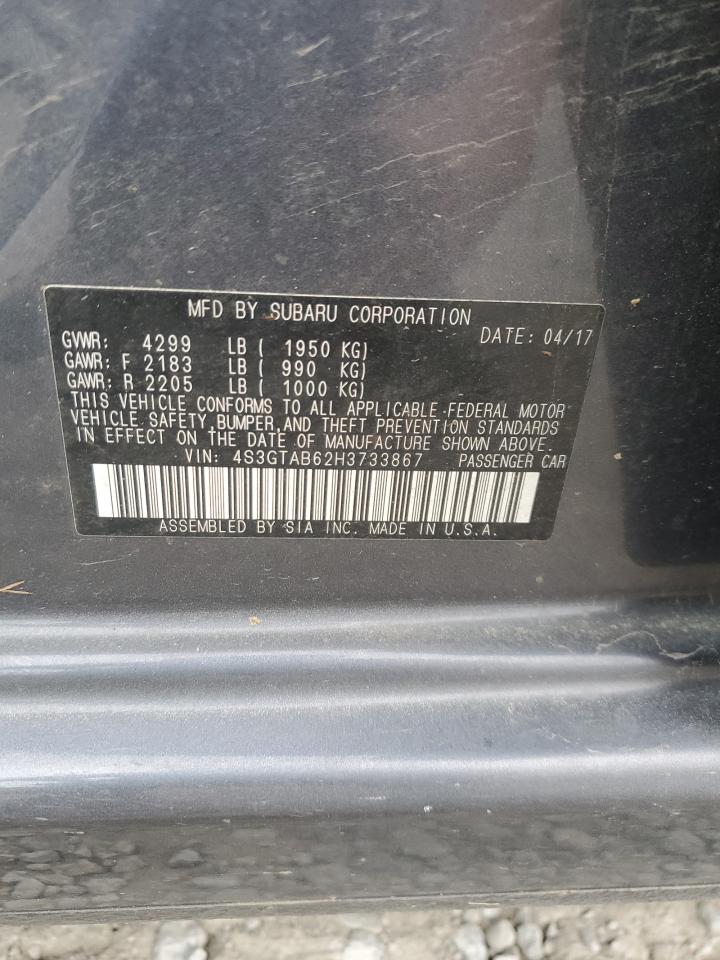 MFD BY SUBARU CORPORATION
DATE: 04/17
GVWR: 4299 LB ( 1950 KG)
GAWR: F 2183 LB ( 990 KG)
GAWR: R 2205 LB ( 1000 KG)
THIS VEHICLE CONFORMS TO ALL APPLICABLE FEDERAL MOTOR
VEHICLE SAFETY, BUMPER, AND THEFT PREVENTION STANDARDS
IN EFFECT ON THE DATE OF MANUFACTURE SHOWN ABOVE.
VIN: 4S3GTAB62H3733867 PASSENGER CAR
ASSEMBLED BY SIA INC. MADE IN U.S.A.